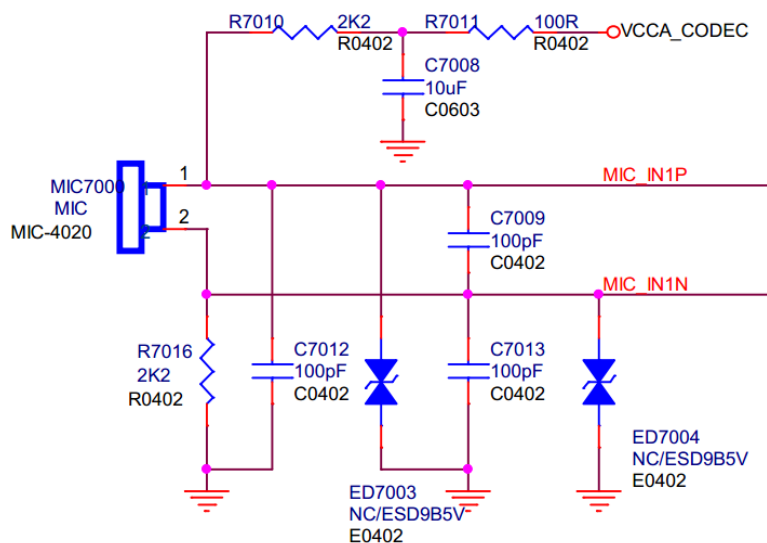 R7010 2K2 R7011 100R
R0402 R0402 VCCA_CODEC
C7008
10uF
C0603
1 MIC_IN1P
MIC7000 1
MIC
MIC-4020 2
2
C7009
100pF
C0402
MIC_IN1N
R7016
2K2
R0402
C7012
100pF
C0402
C7013
100pF
C0402
ED7003
NC/ESD9B5V
E0402
ED7004
NC/ESD9B5V
E0402